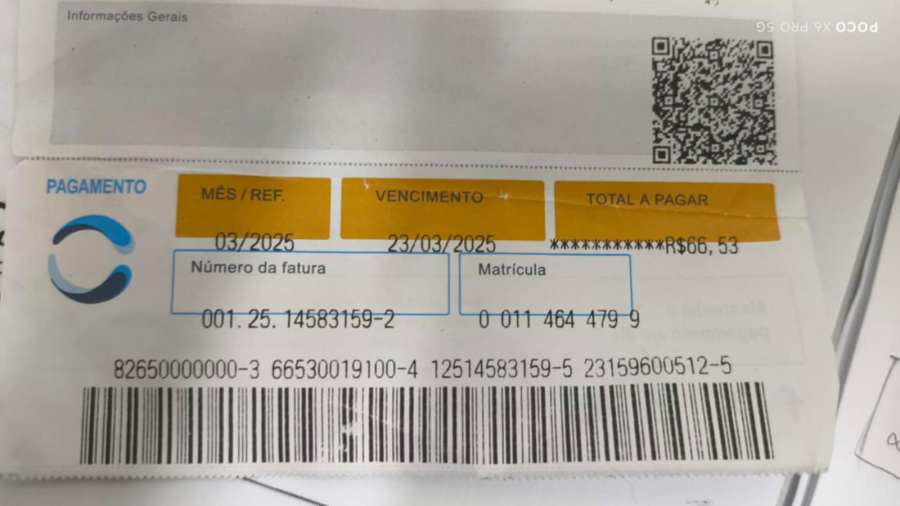 POCO X6 PRO 5G
Informações Gerais
PAGAMENTO
MÊS / REF. VENCIMENTO TOTAL A PAGAR
03/2025 23/03/2025 ***********R$66,53
Número da fatura Matrícula
001.25.14583159-2 0 011 464 479 9
82650000000-3 66530019100-4 12514583159-5 23159600512-5